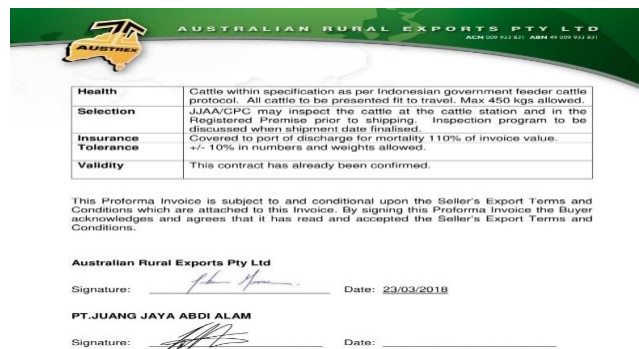 AUSTRALIAN RURAL EXPORTS PTY LTD
ACN 009 933 831 ABN 49 009 933 831
AUSTREX
Health Cattle within specification as per Indonesian government feeder cattle
protocol. All cattle to be presented fit to travel. Max 450 kgs allowed.
Selection JJAA/CPC may inspect the cattle at the cattle station and in the
Registered Premise prior to shipping. Inspection program to be
discussed when shipment date finalised.
Insurance Covered to port of discharge for mortality 110% of invoice value.
Tolerance +/- 10% in numbers and weights allowed.
Validity This contract has already been confirmed.
This Proforma Invoice is subject to and conditional upon the Seller's Export Terms and
Conditions which are attached to this Invoice. By signing this Proforma Invoice the Buyer
acknowledges and agrees that it has read and accepted the Seller's Export Terms and
Conditions.
Australian Rural Exports Pty Ltd
Signature: Date: 23/03/2018
PT.JUANG JAYA ABDI ALAM
Signature: Date: